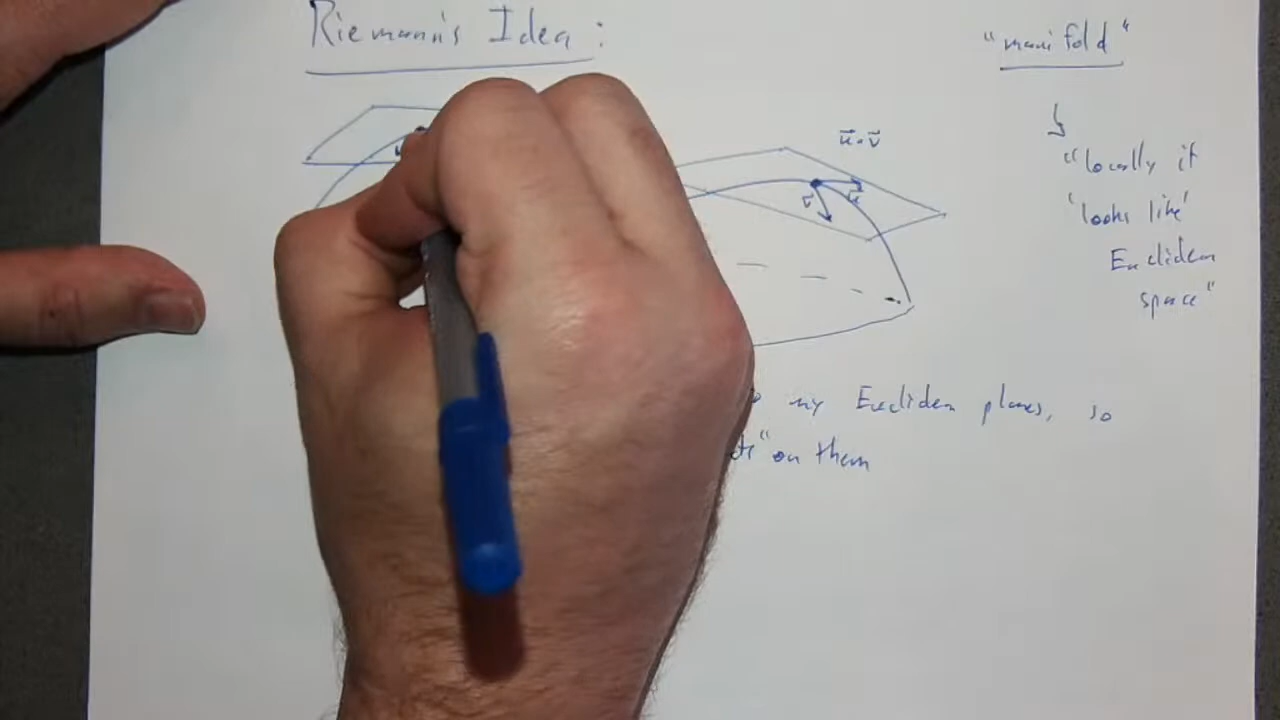 Riemann's Idea :
"manifold"
u⃗ • v⃗
v⃗
u⃗
"locally it
'looks like'
Euclidean
space"
my Euclidean planes, so
on them